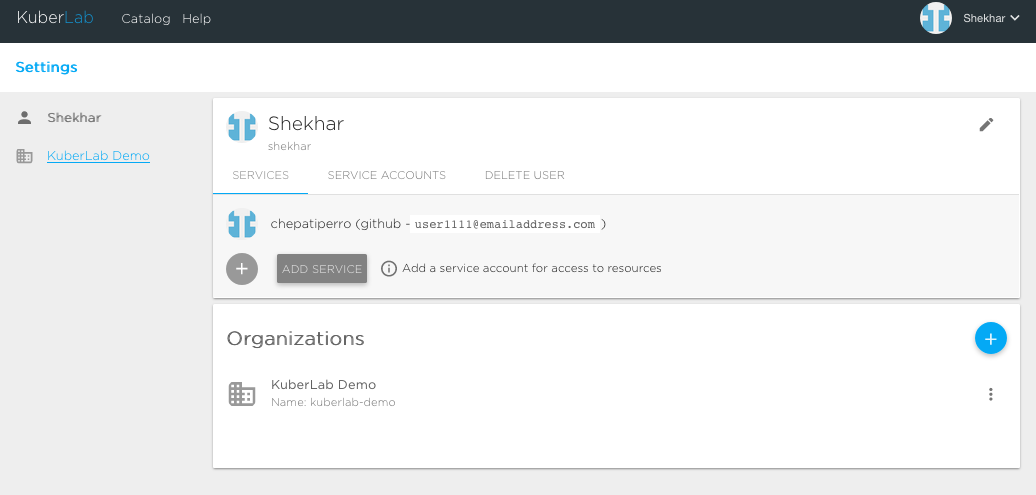 KuberLab Catalog Help Shekhar
Settings
Shekhar
KuberLab Demo
Shekhar
shekhar
SERVICES SERVICE ACCOUNTS DELETE USER
chepatiperro (github - user1111@emailaddress.com )
ADD SERVICE Add a service account for access to resources
Organizations
KuberLab Demo
Name: kuberlab-demo